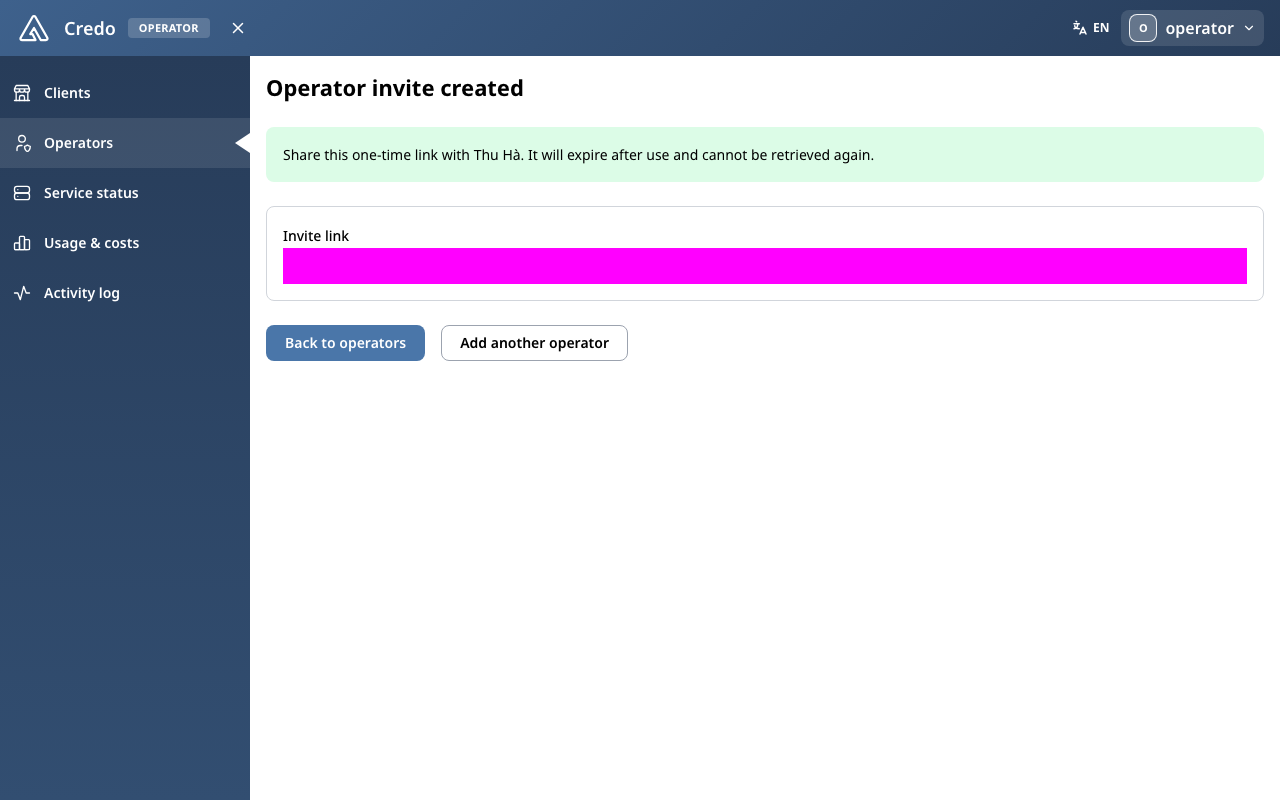 Credo
OPERATOR
EN
O
operator
Clients
Operators
Service status
Usage & costs
Activity log
Operator invite created
Share this one-time link with Thu Hà. It will expire after use and cannot be retrieved again.
Invite link
Back to operators
Add another operator